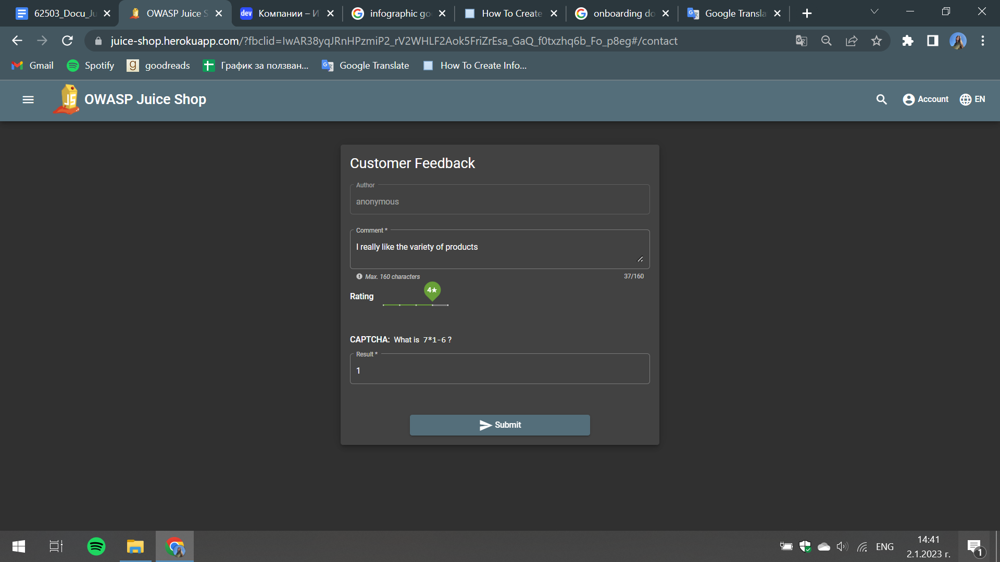 62503_Docu_Ju
OWASP Juice S
dev Компании – И
infographic go
How To Create
onboarding do
Google Transla
juice-shop.herokuapp.com/?fbclid=IwAR38yqJRnHPzmiP2_rV2WHLF2Aok5FriZrEsa_GaQ_f0txzhq6b_Fo_p8eg#/contact
Gmail
Spotify
goodreads
График за ползван...
Google Translate
How To Create Info...
OWASP Juice Shop
Account
EN
Customer Feedback
Author
anonymous
Comment *
I really like the variety of products
Max. 160 characters
37/160
4★
Rating
CAPTCHA: What is 7*1-6 ?
Result *
1
Submit
ENG
14:41
2.1.2023 г.
1